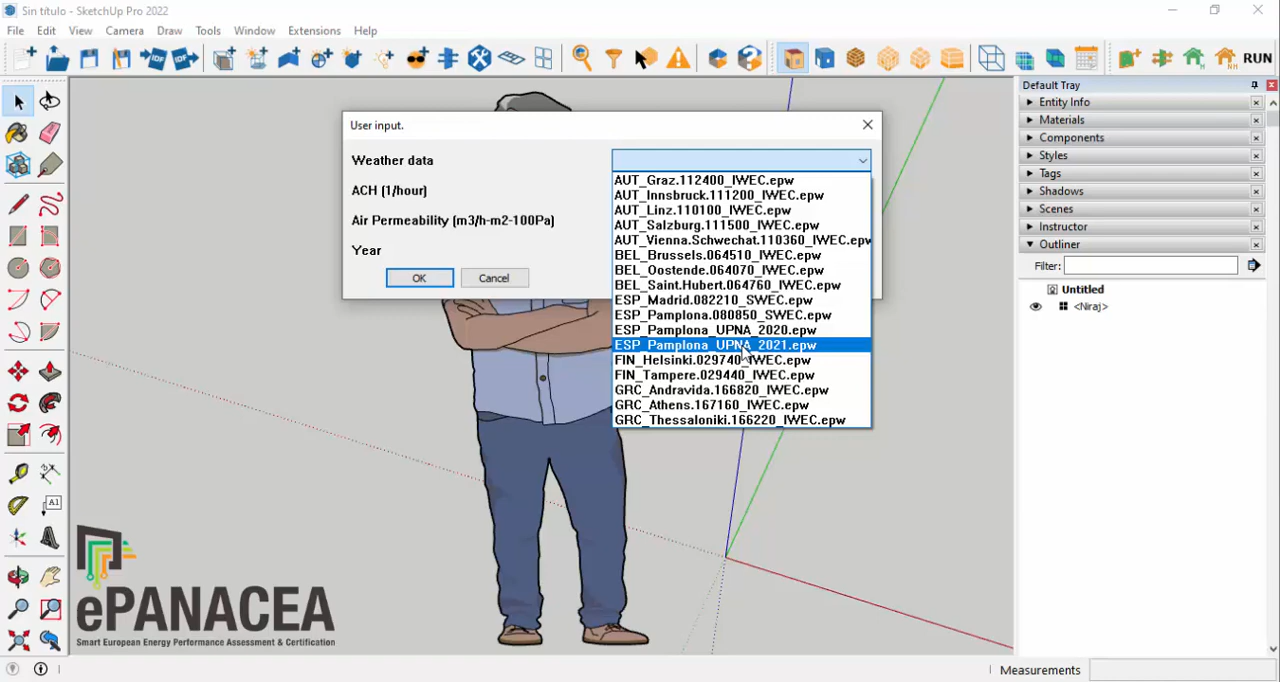 Sin título - SketchUp Pro 2022
File Edit View Camera Draw Tools Window Extensions Help
IDF IDF RUN
User input.
Weather data
ACH (1/hour)
Air Permeability (m3/h-m2-100Pa)
Year
OK Cancel
AUT_Graz.112400_IWEC.epw
AUT_Innsbruck.111200_IWEC.epw
AUT_Linz.110100_IWEC.epw
AUT_Salzburg.111500_IWEC.epw
AUT_Vienna.Schwechat.110360_IWEC.epw
BEL_Brussels.064510_IWEC.epw
BEL_Oostende.064070_IWEC.epw
BEL_Saint.Hubert.064760_IWEC.epw
ESP_Madrid.082210_SWEC.epw
ESP_Pamplona.080850_SWEC.epw
ESP_Pamplona_UPNA_2020.epw
ESP_Pamplona_UPNA_2021.epw
FIN_Helsinki.029740_IWEC.epw
FIN_Tampere.029440_IWEC.epw
GRC_Andravida.166820_IWEC.epw
GRC_Athens.167160_IWEC.epw
GRC_Thessaloniki.166220_IWEC.epw
Default Tray
Entity Info
Materials
Components
Styles
Tags
Shadows
Scenes
Instructor
Outliner
Filter:
Untitled
<Niraj>
A1
ePANACEA
Smart European Energy Performance Assessment & Certification
Measurements